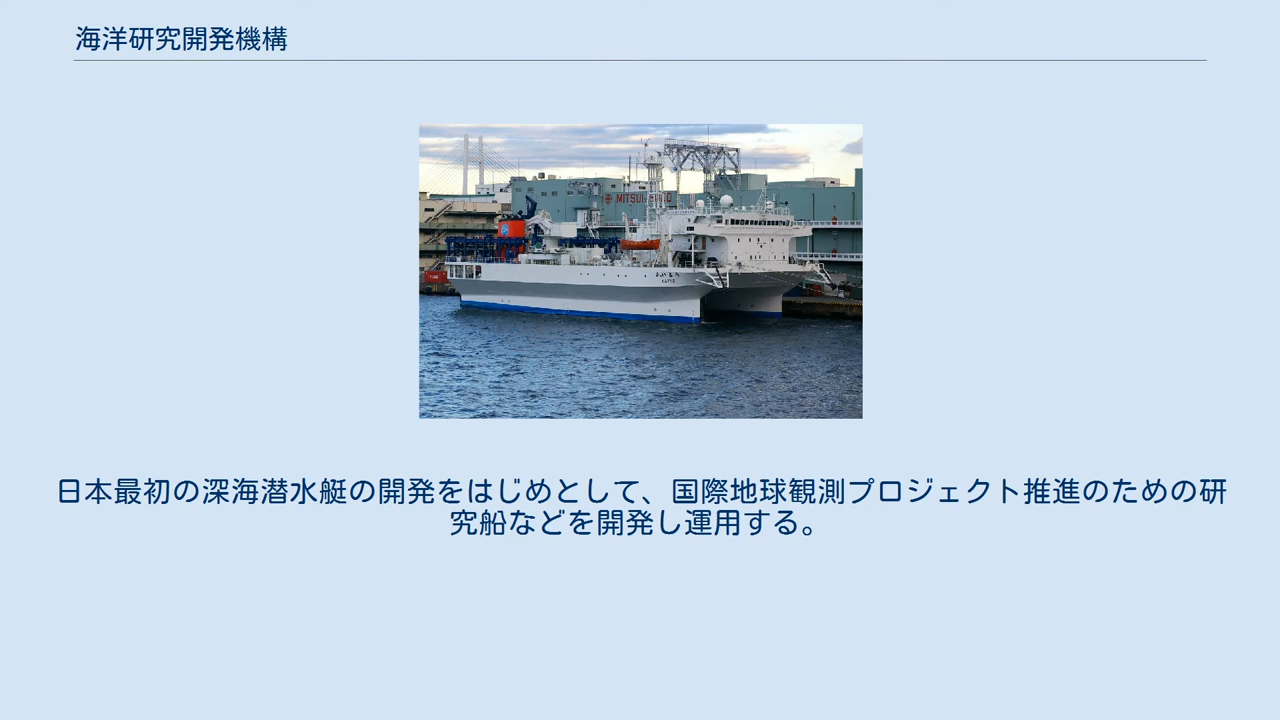 海洋研究開発機構
MITSUI
日本最初の深海潜水艇の開発をはじめとして、国際地球観測プロジェクト推進のための研
究船などを開発し運用する。